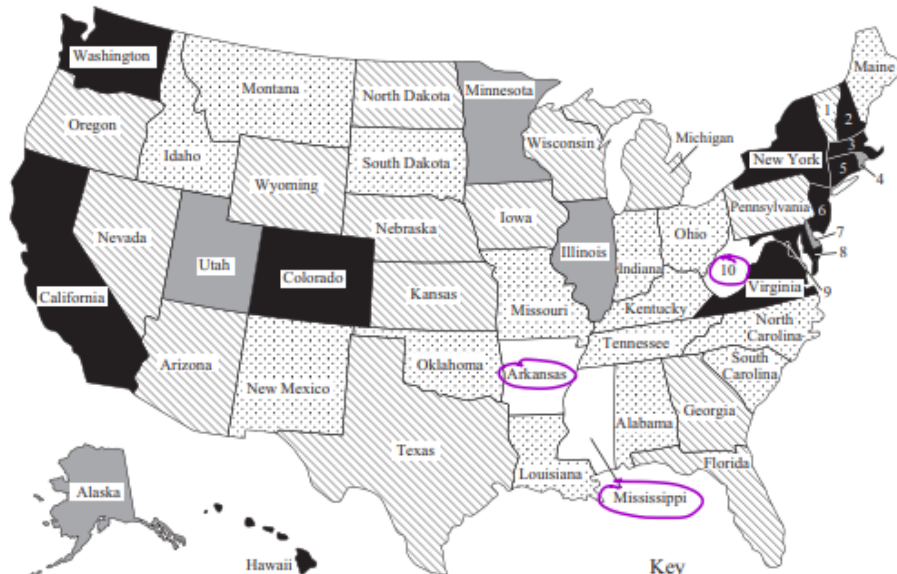 Washington
Montana
North Dakota
Minnesota
Maine
1
2
Oregon
Idaho
South Dakota
Wisconsin
Michigan
3
New York
5
4
Wyoming
Nebraska
Iowa
Pennsylvania
6
Nevada
Utah
Colorado
Illinois
Indiana
Ohio
7
8
10
California
Kansas
Missouri
Kentucky
Virginia
9
Arizona
New Mexico
Oklahoma
Arkansas
Tennessee
North
Carolina
South
Carolina
Texas
Louisiana
Alabama
Georgia
Mississippi
Florida
Alaska
Hawaii
Key